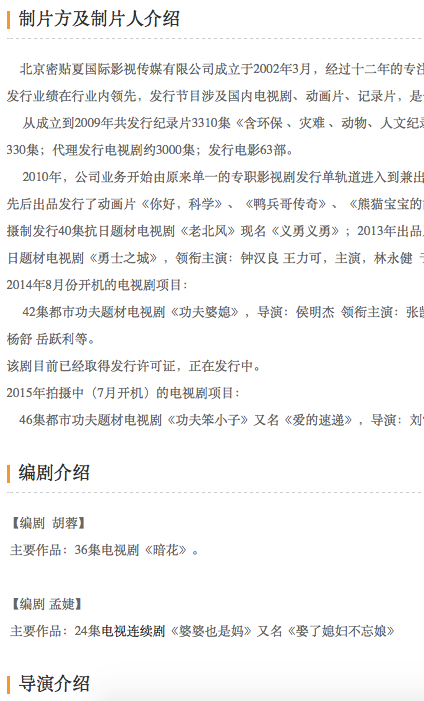 制片方及制片人介绍
北京密贴夏国际影视传媒有限公司成立于2002年3月，经过十二年的专注
发行业绩在行业内领先，发行节目涉及国内电视剧、动画片、记录片，是
从成立到2009年共发行纪录片3310集《含环保 、灾难 、动物、人文纪录
330集；代理发行电视剧约3000集；发行电影63部。
2010年，公司业务开始由原来单一的专职影视剧发行单轨道进入到兼出
先后出品发行了动画片《你好，科学》、《鸭兵哥传奇》、《熊猫宝宝的
摄制发行40集抗日题材电视剧《老北风》现名《义勇义勇》；2013年出品
日题材电视剧《勇士之城》，领衔主演：钟汉良 王力可，主演，林永健
2014年8月份开机的电视剧项目：
42集都市功夫题材电视剧《功夫婆媳》，导演：侯明杰 领衔主演：张凯
杨舒 岳跃利等。
该剧目前已经取得发行许可证，正在发行中。
2015年拍摄中（7月开机）的电视剧项目：
46集都市功夫题材电视剧《功夫笨小子》又名《爱的速递》，导演：刘
编剧介绍
【编剧 胡蓉】
主要作品：36集电视剧《暗花》。
【编剧 孟婕】
主要作品：24集电视连续剧《婆婆也是妈》又名《娶了媳妇不忘娘》
导演介绍